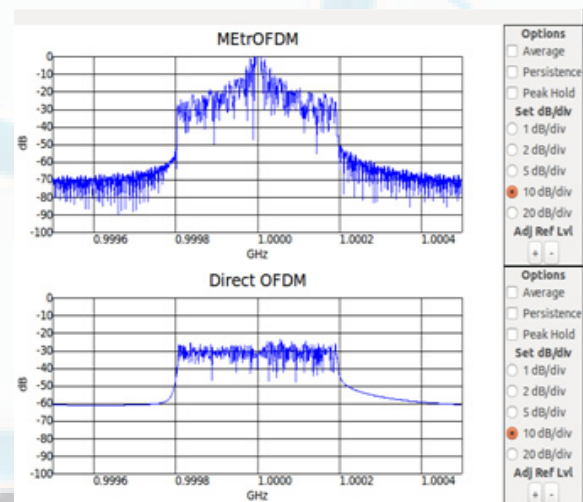 MEtrOFDM
0
-10
-20
-30
-40
-50
-60
-70
-80
-90
-100
dB
0.9996 0.9998 1.0000 1.0002 1.0004
GHz
Options
Average
Persistence
Peak Hold
Set dB/div
1 dB/div
2 dB/div
5 dB/div
10 dB/div
20 dB/div
Adj Ref Lvl
+ -
Direct OFDM
0
-10
-20
-30
-40
-50
-60
-70
-80
-90
-100
dB
0.9996 0.9998 1.0000 1.0002 1.0004
GHz
Options
Average
Persistence
Peak Hold
Set dB/div
1 dB/div
2 dB/div
5 dB/div
10 dB/div
20 dB/div
Adj Ref Lvl
+ -